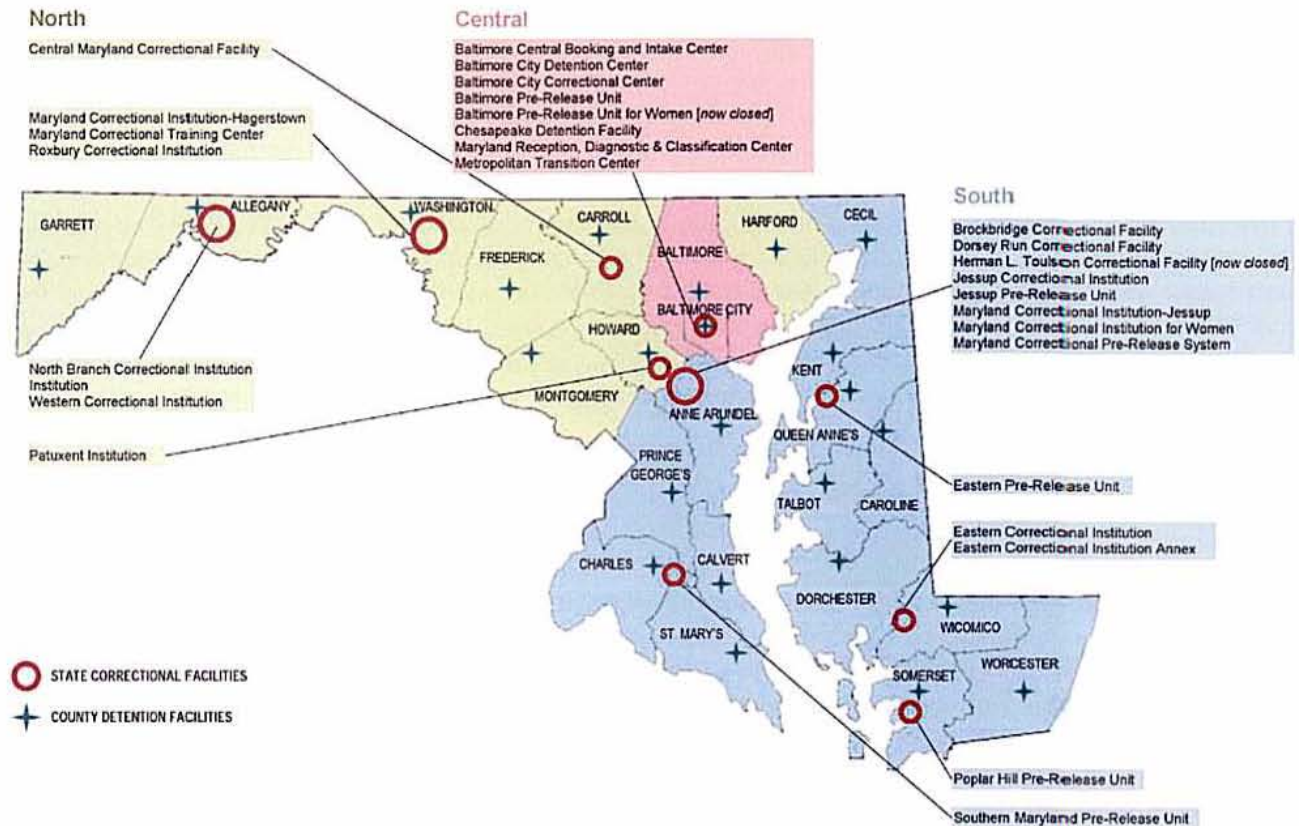 North
Central Maryland Correctional Facility
Maryland Correctional Institution-Hagerstown
Maryland Correctional Training Center
Roxbury Correctional Institution
Central
Baltimore Central Booking and Intake Center
Baltimore City Detention Center
Baltimore City Correctional Center
Baltimore Pre-Release Unit
Baltimore Pre-Release Unit for Women [now closed]
Chesapeake Detention Facility
Maryland Reception, Diagnostic & Classification Center
Metropolitan Transition Center
South
Brockbridge Correctional Facility
Dorsey Run Correctional Facility
Herman L. Toulson Correctional Facility [now closed]
Jessup Correctional Institution
Jessup Pre-Release Unit
Maryland Correctional Institution-Jessup
Maryland Correctional Institution for Women
Maryland Correctional Pre-Release System
GARRETT
ALLEGANY
WASHINGTON
FREDERICK
CARROLL
BALTIMORE
HARFORD
CECIL
BALTIMORE CITY
HOWARD
MONTGOMERY
ANNE ARUNDEL
KENT
QUEEN ANNE'S
PRINCE
GEORGE'S
TALBOT
CAROLINE
CHARLES
CALVERT
ST. MARY'S
DORCHESTER
WICOMICO
SOMERSET
WORCESTER
North Branch Correctional Institution
Institution
Western Correctional Institution
Patuxent Institution
Eastern Pre-Release Unit
Eastern Correctional Institution
Eastern Correctional Institution Annex
Poplar Hill Pre-Release Unit
Southern Maryland Pre-Release Unit
STATE CORRECTIONAL FACILITIES
COUNTY DETENTION FACILITIES